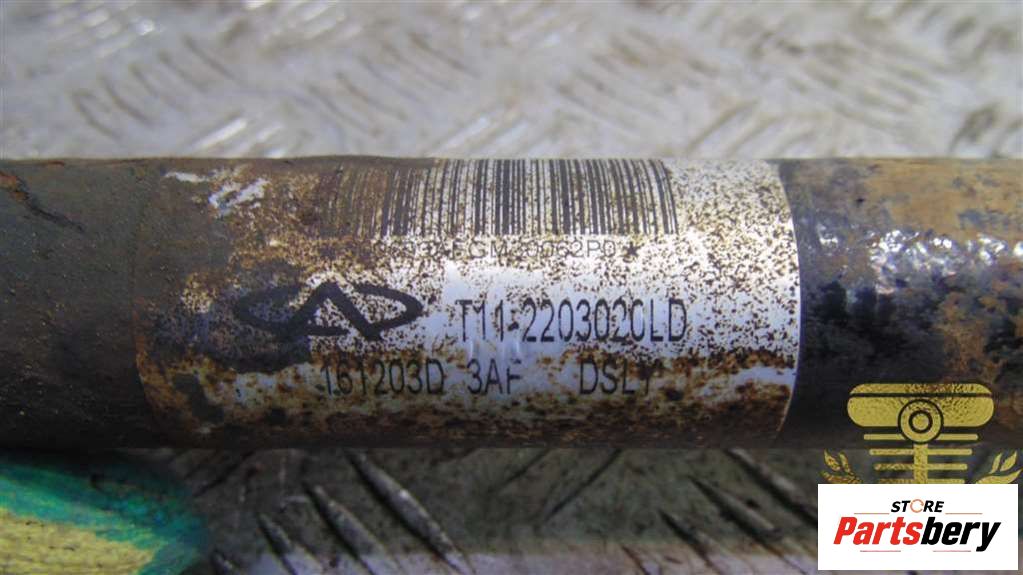 T11-2203020LD
161203D 3AF DSLY
STORE
Partsbery